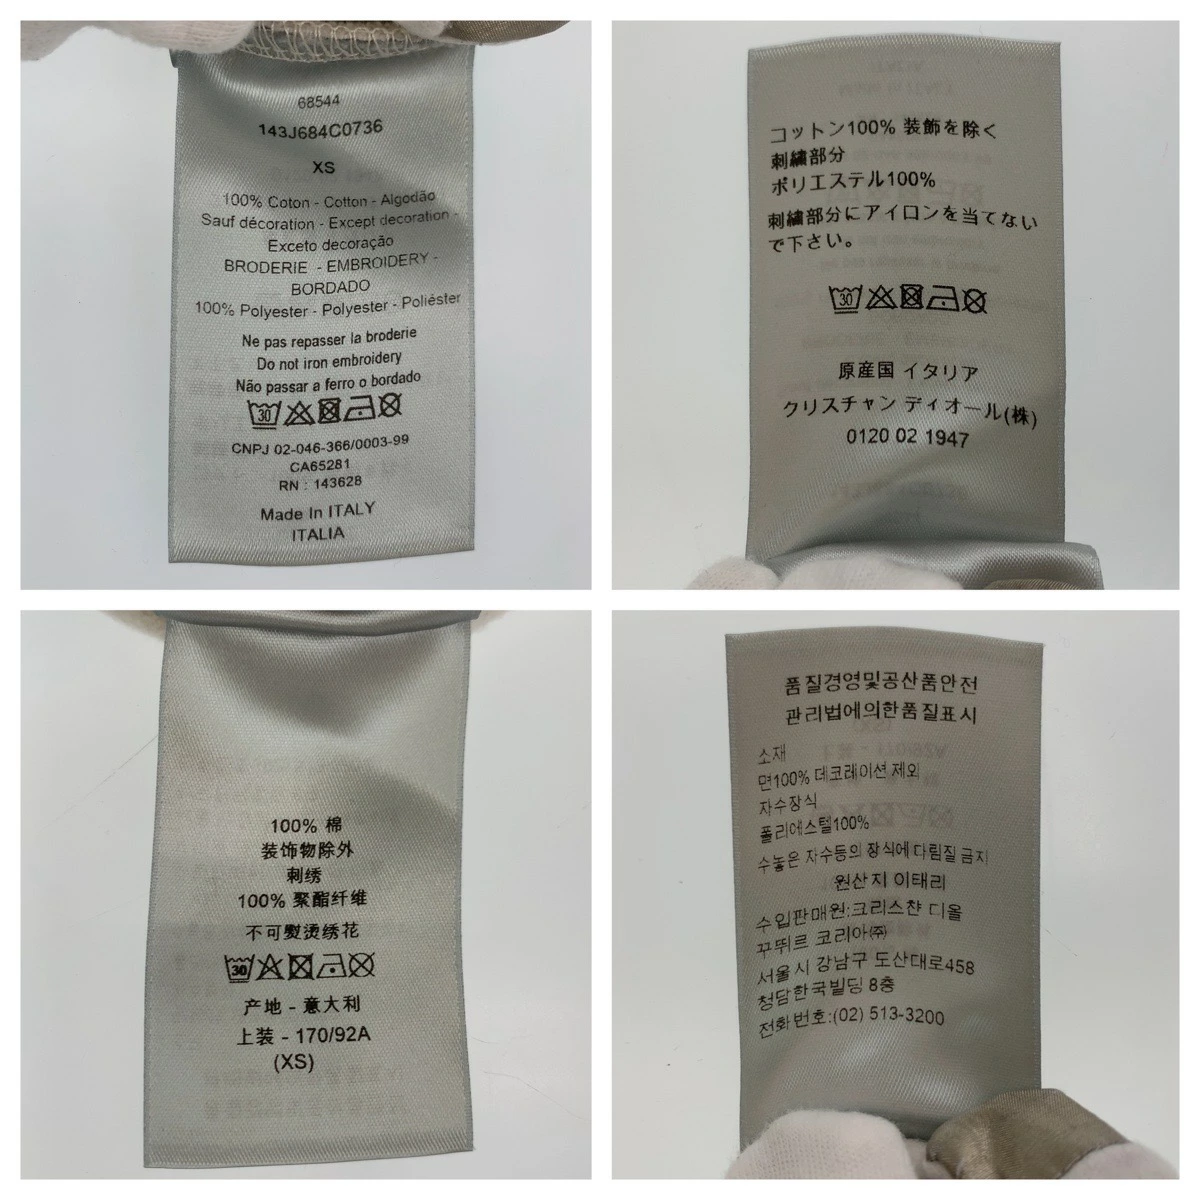 68544
143J684C0736
XS
100% Coton - Cotton - Algodão
Sauf décoration - Except decoration -
Exceto decoração
BRODERIE - EMBROIDERY -
BORDADO
100% Polyester - Polyester - Poliéster
Ne pas repasser la broderie
Do not iron embroidery
Não passar a ferro o bordado
30
CNPJ 02-046-366/0003-99
CA65281
RN : 143628
Made In ITALY
ITALIA
コットン100% 装飾を除く
刺繍部分
ポリエステル100%
刺繍部分にアイロンを当てない
で下さい。
30
原産国 イタリア
クリスチャン ディオール(株)
0120 02 1947
100% 棉
装饰物除外
刺绣
100% 聚酯纤维
不可熨烫绣花
30
产地 - 意大利
上装 - 170/92A
(XS)
품질경영및공산품안전
관리법에의한품질표시
소재
면100% 데코레이션 제외
자수장식
폴리에스텔100%
수놓은 자수등의 장식에 다림질 금지
원산지 이태리
수입판매원:크리스챤 디올
꾸뛰르 코리아㈜
서울시 강남구 도산대로458
청담한국빌딩 8층
전화번호:(02) 513-3200